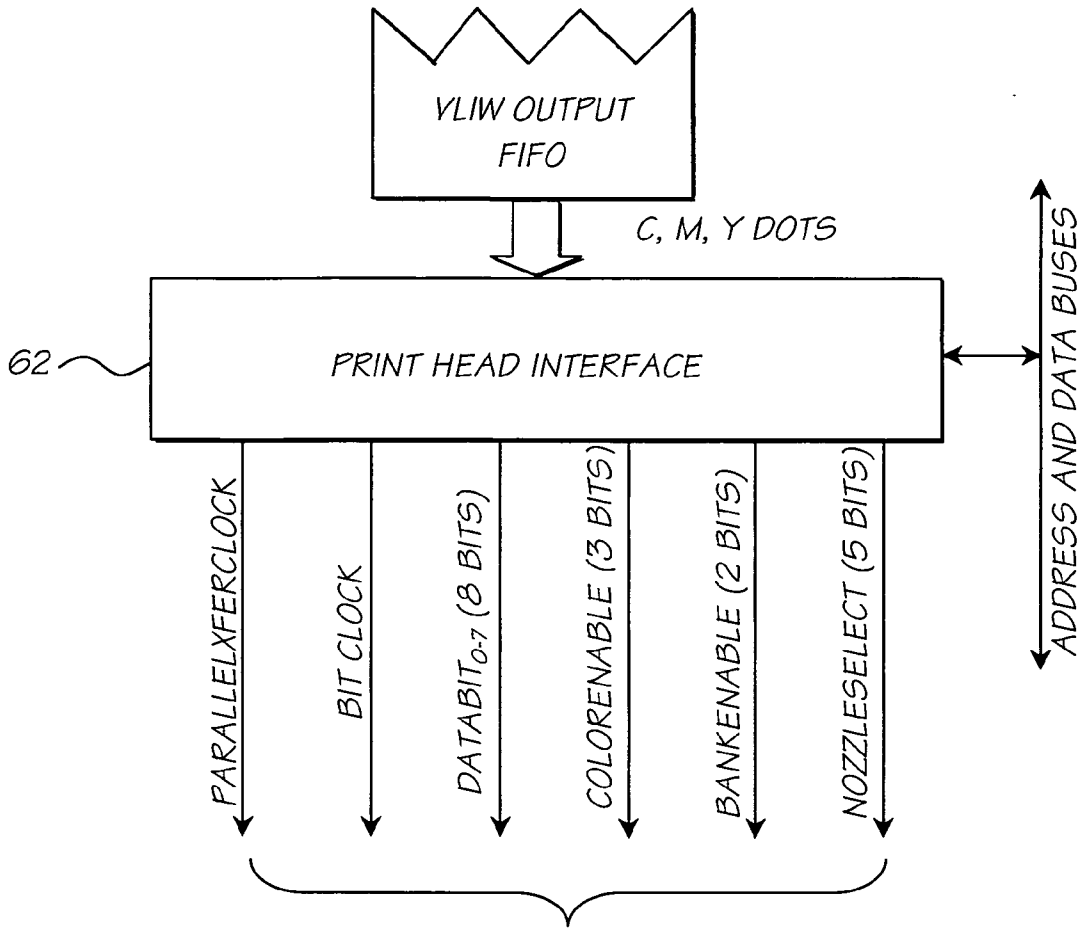 YLIW OUTPUT
FIFO
C, M, Y DOTS
62
PRINT HEAD INTERFACE
ADDRESS AND DATA BUSES
PARALLELXFERCLOCK
BIT CLOCK
DATABIT0-7 (8 BITS)
COLORENABLE (3 BITS)
BANKENABLE (2 BITS)
NOZZLESELECT (5 BITS)